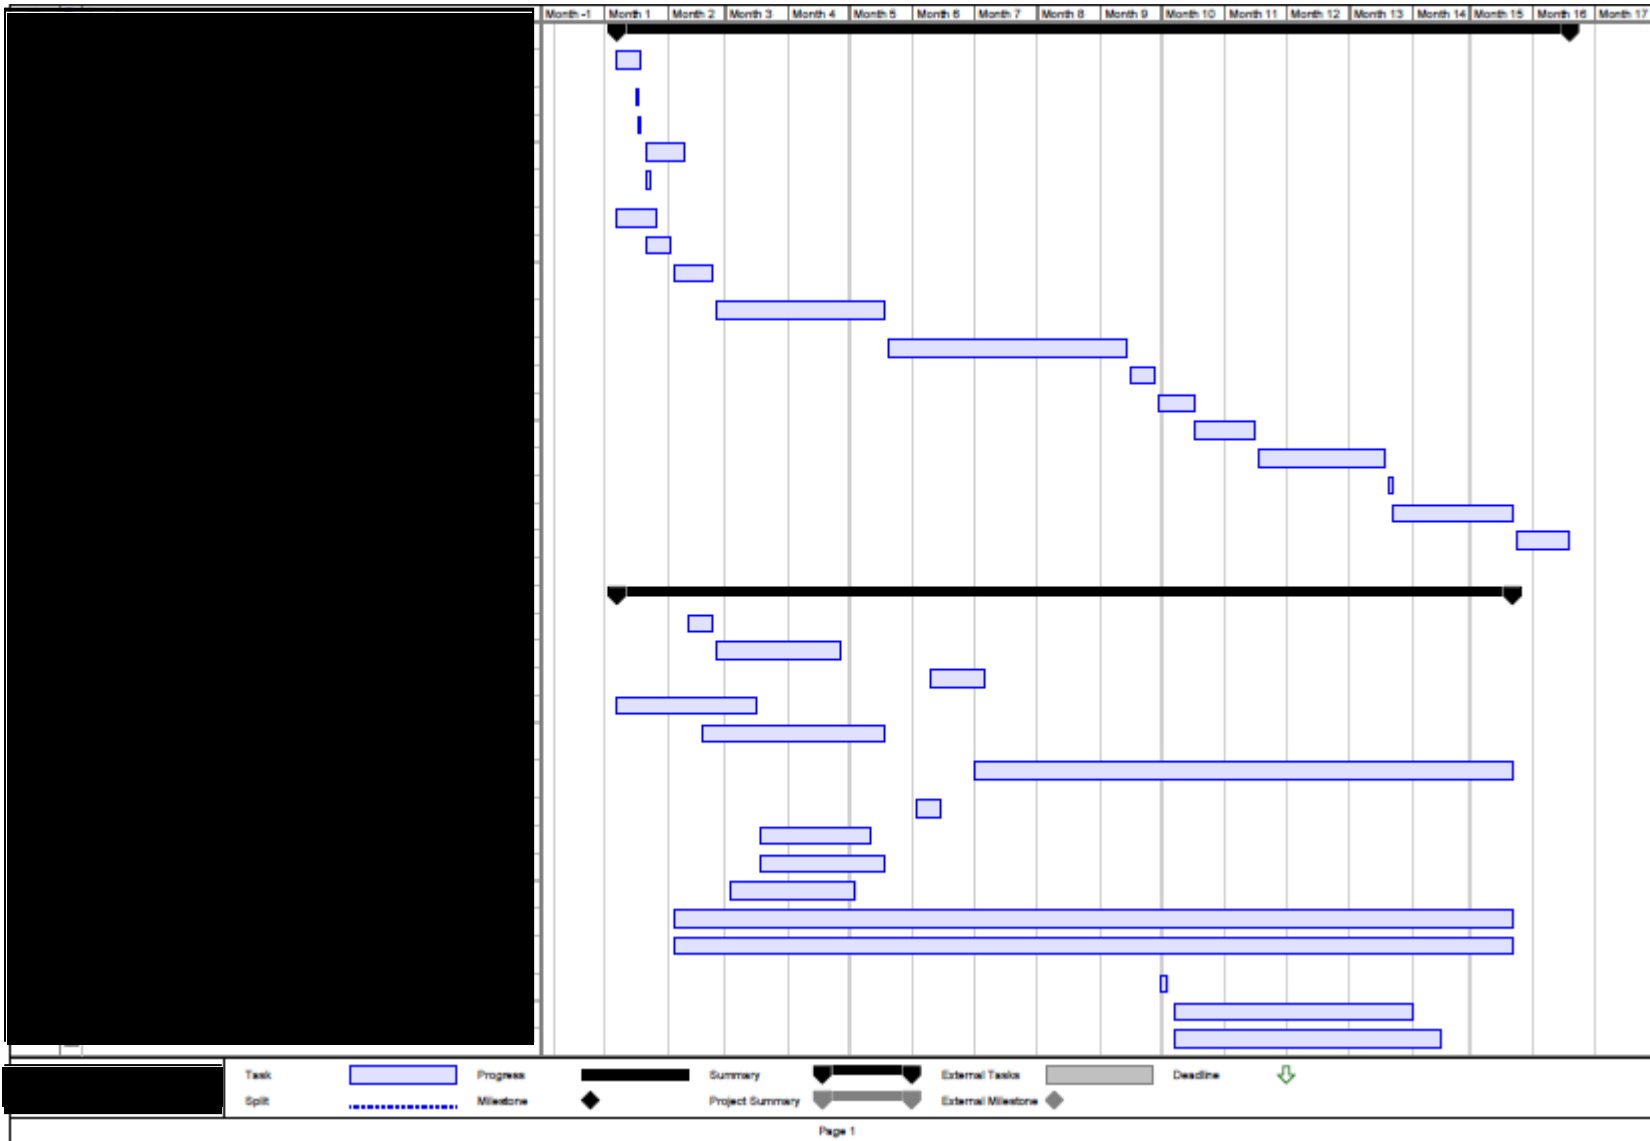 Month -1 Month 1 Month 2 Month 3 Month 4 Month 5 Month 6 Month 7 Month 8 Month 9 Month 10 Month 11 Month 12 Month 13 Month 14 Month 15 Month 16 Month 17
Task Progress Summary External Tasks Deadline
Split Milestone Project Summary External Milestone
Page 1